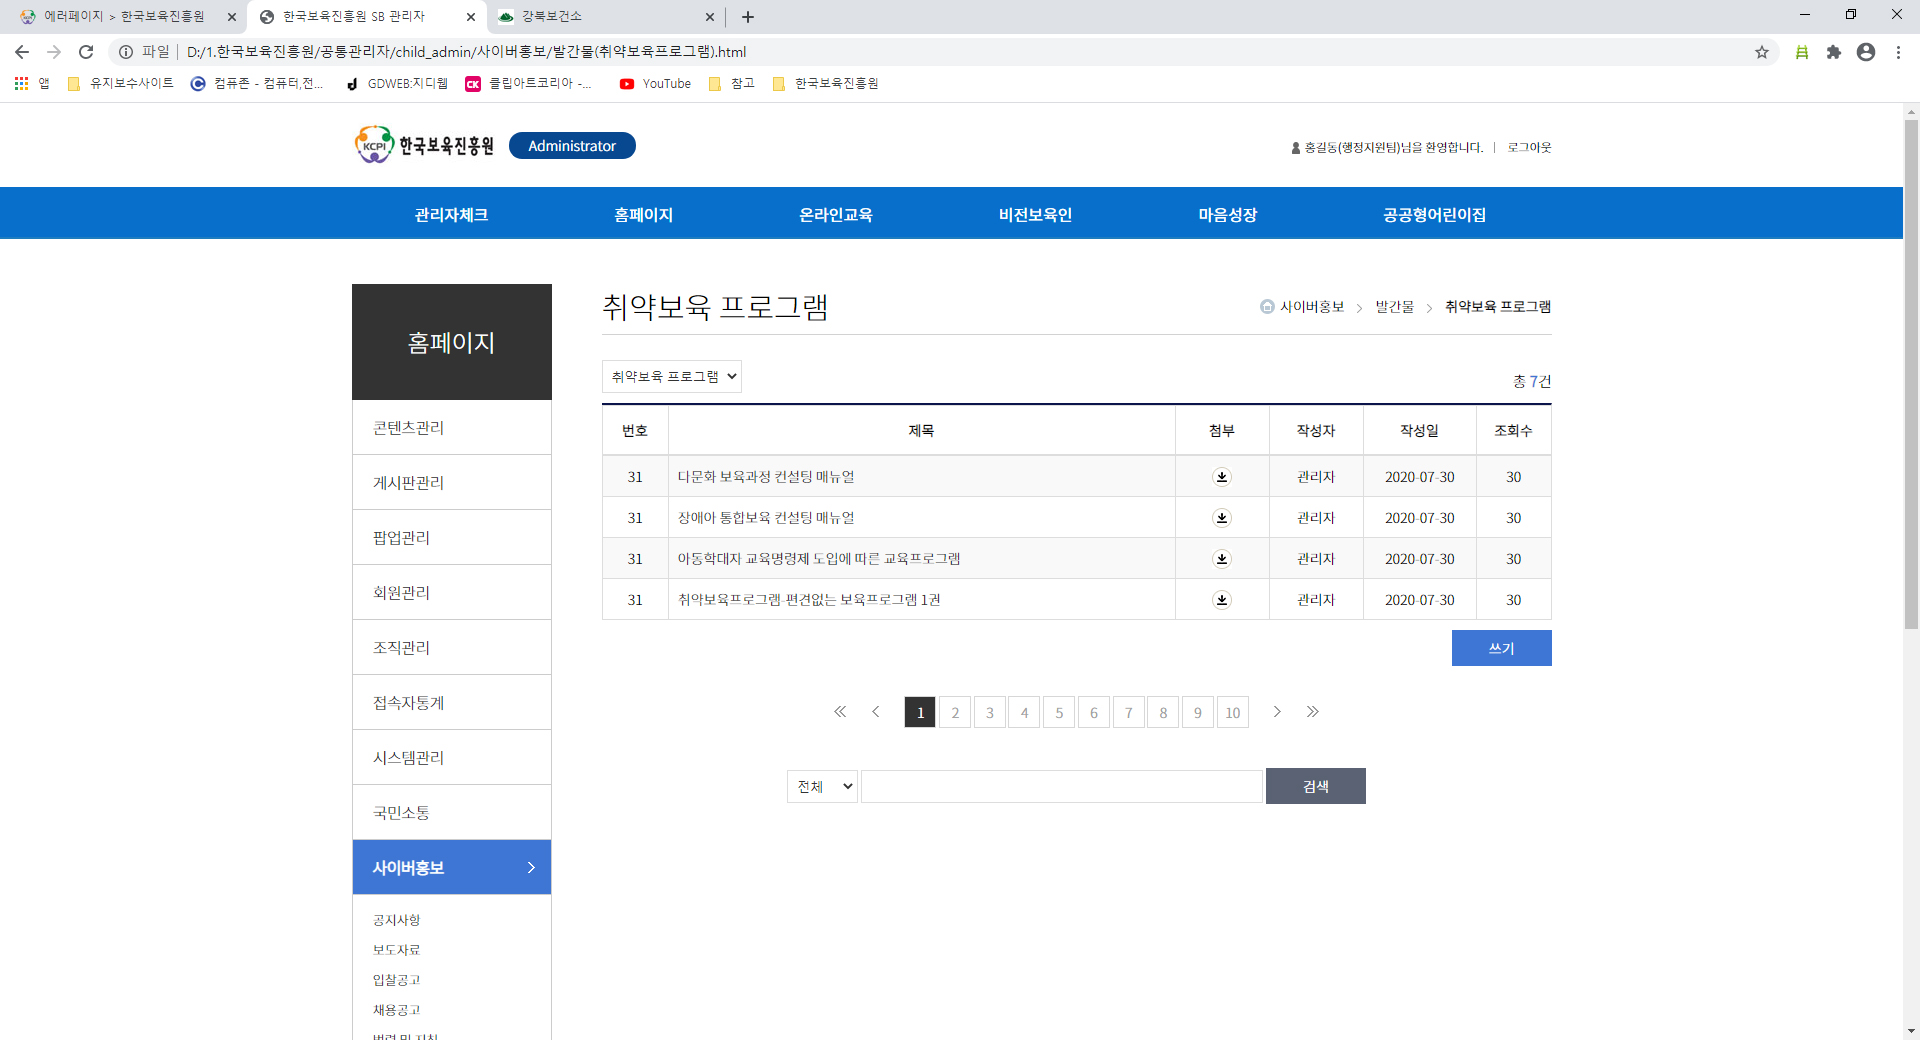 에러페이지 > 한국보육진흥원
한국보육진흥원 SB 관리자
강북보건소
파일
D:/1.한국보육진흥원/공통관리자/child_admin/사이버홍보/발간물(취약보육프로그램).html
앱
유지보수사이트
컴퓨존 - 컴퓨터,전...
GDWEB:지디웹
클립아트코리아 -...
YouTube
참고
한국보육진흥원
KCPI 한국보육진흥원
Administrator
홍길동(행정지원팀)님을 환영합니다.
로그아웃
관리자체크
홈페이지
온라인교육
비전보육인
마음성장
공공형어린이집
홈페이지
콘텐츠관리
게시판관리
팝업관리
회원관리
조직관리
접속자통계
시스템관리
국민소통
사이버홍보
공지사항
보도자료
입찰공고
채용공고
취약보육 프로그램
사이버홍보 > 발간물 > 취약보육 프로그램
취약보육 프로그램
총 7건
번호 제목 첨부 작성자 작성일 조회수
31 다문화 보육과정 컨설팅 매뉴얼 관리자 2020-07-30 30
31 장애아 통합보육 컨설팅 매뉴얼 관리자 2020-07-30 30
31 아동학대자 교육명령제 도입에 따른 교육프로그램 관리자 2020-07-30 30
31 취약보육프로그램-편견없는 보육프로그램 1권 관리자 2020-07-30 30
쓰기
1 2 3 4 5 6 7 8 9 10
전체
검색